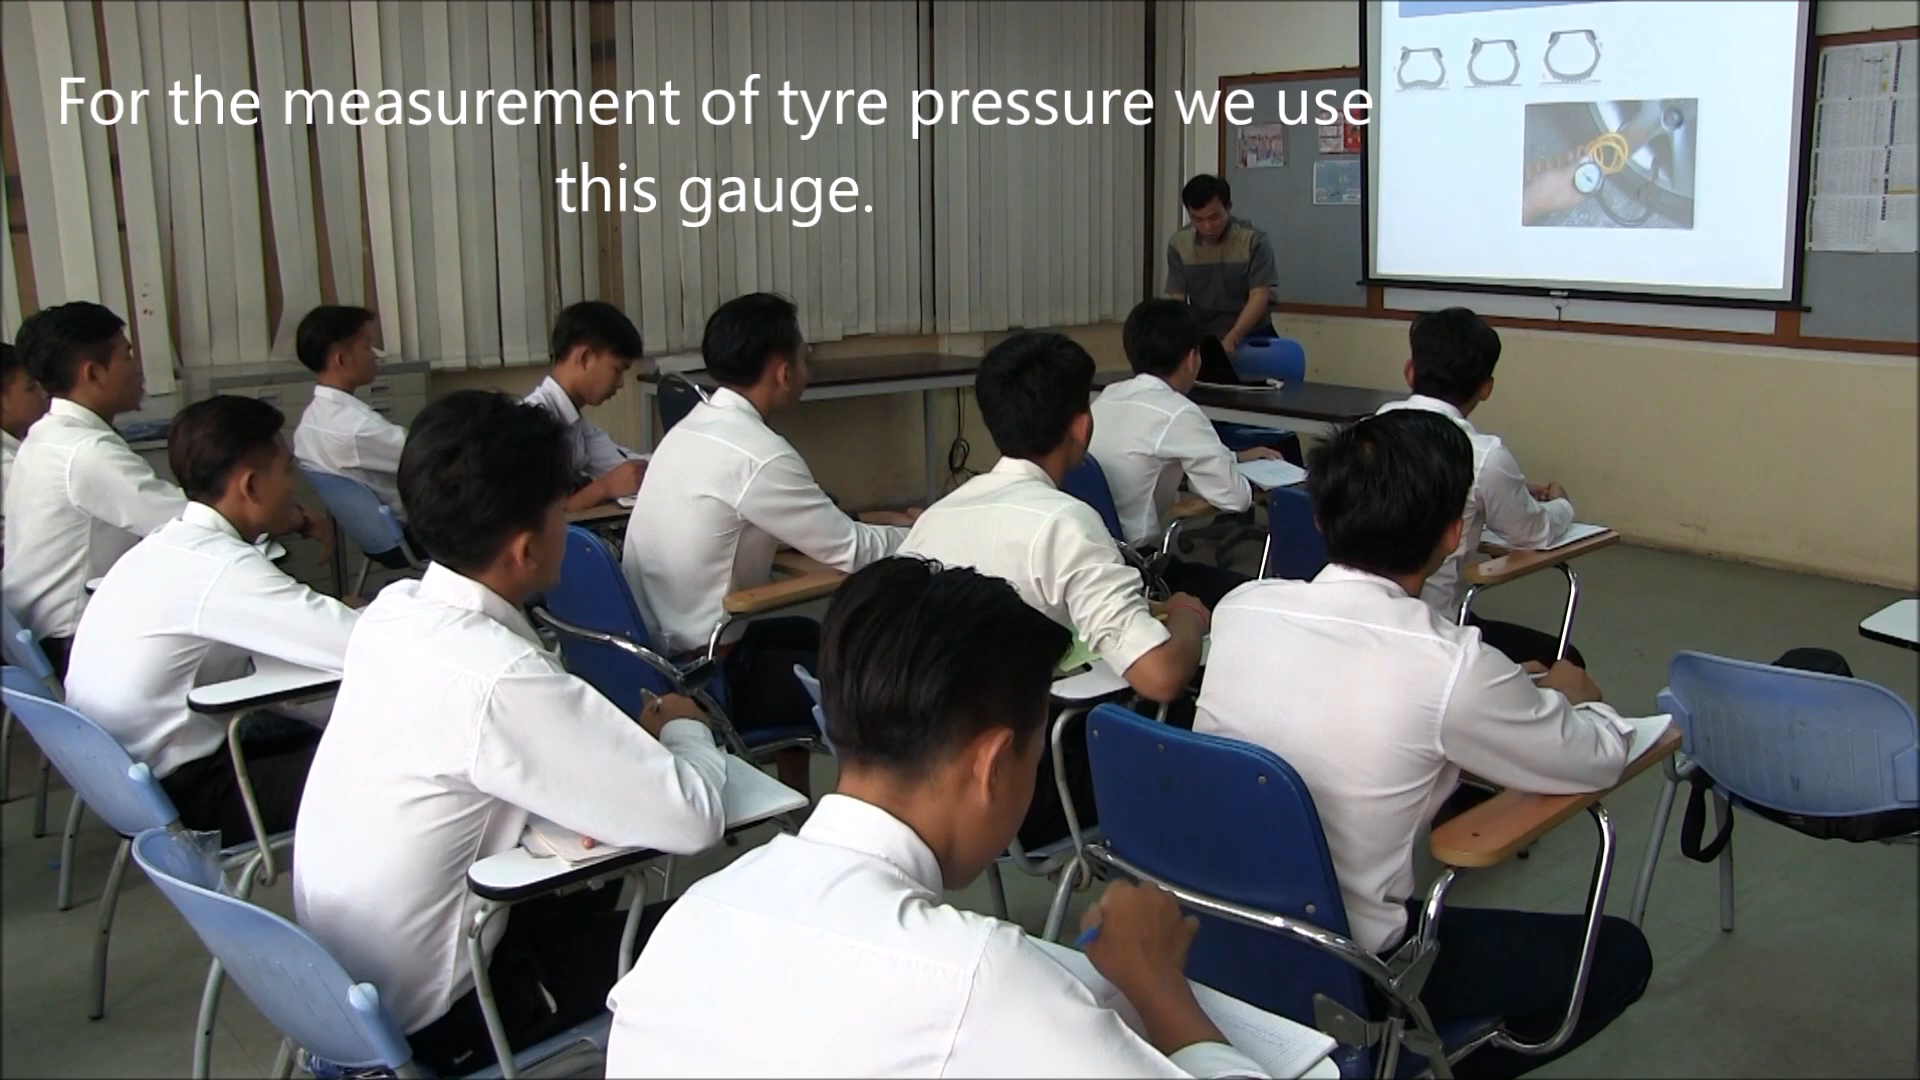 For the measurement of tyre pressure we use
this gauge.